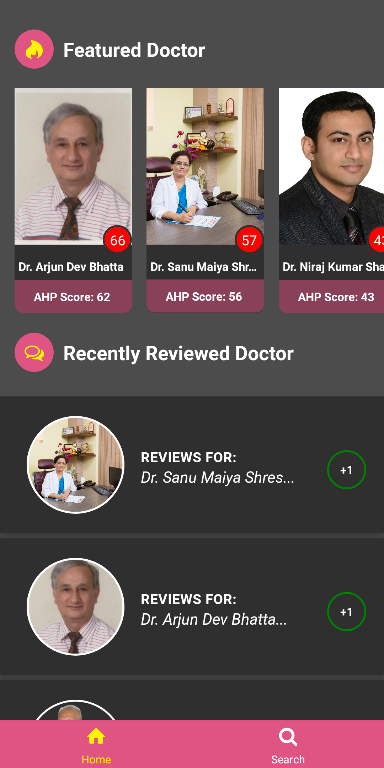 Featured Doctor
66
57
43
Dr. Arjun Dev Bhatta
Dr. Sanu Maiya Shr...
Dr. Niraj Kumar Sha
AHP Score: 62
AHP Score: 56
AHP Score: 43
Recently Reviewed Doctor
REVIEWS FOR:
Dr. Sanu Maiya Shres...
+1
REVIEWS FOR:
Dr. Arjun Dev Bhatta...
+1
Home
Search